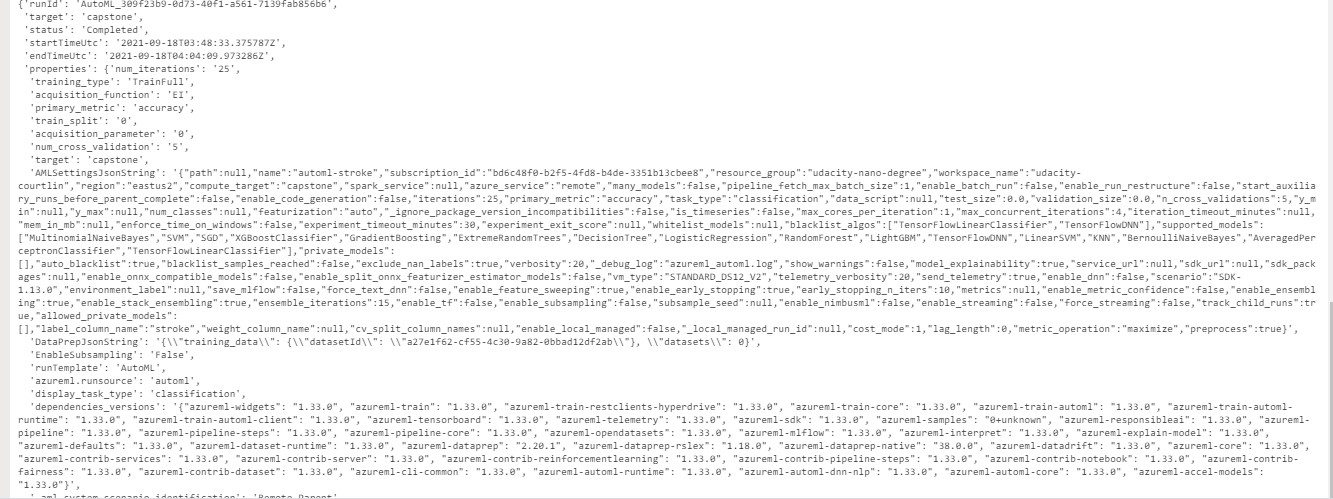 {'runId': 'AutoML_309f23b9-0d73-40f1-a561-7139fab856b6',
'target': 'capstone',
'status': 'Completed',
'startTimeUtc': '2021-09-18T03:48:33.375787Z',
'endTimeUtc': '2021-09-18T04:04:09.973286Z',
'properties': {'num_iterations': '25',
'training_type': 'TrainFull',
'acquisition_function': 'EI',
'primary_metric': 'accuracy',
'train_split': '0',
'acquisition_parameter': '0',
'num_cross_validation': '5',
'target': 'capstone',
'AMLSettingsJsonString': '{"path":null,"name":"automl-stroke","subscription_id":"bd6c48f0-b2f5-4fd8-b4de-3351b13cbee8","resource_group":"udacity-nano-degree","workspace_name":"udacity-
courtlin","region":"eastus2","compute_target":"capstone","spark_service":null,"azure_service":"remote","many_models":false,"pipeline_fetch_max_batch_size":1,"enable_batch_run":false,"enable_run_restructure":false,"start_auxilia
ry_runs_before_parent_complete":false,"enable_code_generation":false,"iterations":25,"primary_metric":"accuracy","task_type":"classification","data_script":null,"test_size":0.0,"validation_size":0.0,"n_cross_validations":5,"y_m
in":null,"y_max":null,"num_classes":null,"featurization":"auto","_ignore_package_version_incompatibilities":false,"is_timeseries":false,"max_cores_per_iteration":1,"max_concurrent_iterations":4,"iteration_timeout_minutes":null,
"mem_in_mb":null,"enforce_time_on_windows":false,"experiment_timeout_minutes":30,"experiment_exit_score":null,"whitelist_models":null,"blacklist_algos":["TensorFlowLinearClassifier","TensorFlowDNN"],"supported_models":
["MultinomialNaiveBayes","SVM","SGD","XGBoostClassifier","GradientBoosting","ExtremeRandomTrees","DecisionTree","LogisticRegression","RandomForest","LightGBM","TensorFlowDNN","LinearSVM","KNN","BernoulliNaiveBayes","AveragedPer
ceptronClassifier","TensorFlowLinearClassifier"],"private_models":
[],"auto_blacklist":true,"blacklist_samples_reached":false,"exclude_nan_labels":true,"verbosity":20,"_debug_log":"azureml_automl.log","show_warnings":false,"model_explainability":true,"service_url":null,"sdk_url":null,"sdk_pack
ages":null,"enable_onnx_compatible_models":false,"enable_split_onnx_featurizer_estimator_models":false,"vm_type":"STANDARD_DS12_V2","telemetry_verbosity":20,"send_telemetry":true,"enable_dnn":false,"scenario":"SDK-
1.13.0","environment_label":null,"save_mlflow":false,"force_text_dnn":false,"enable_feature_sweeping":true,"enable_early_stopping":true,"early_stopping_n_iters":10,"metrics":null,"enable_metric_confidence":false,"enable_ensembl
ing":true,"enable_stack_ensembling":true,"ensemble_iterations":15,"enable_tf":false,"enable_subsampling":false,"subsample_seed":null,"enable_nimbusml":false,"enable_streaming":false,"force_streaming":false,"track_child_runs":tr
ue,"allowed_private_models":
[],"label_column_name":"stroke","weight_column_name":null,"cv_split_column_names":null,"enable_local_managed":false,"_local_managed_run_id":null,"cost_mode":1,"lag_length":0,"metric_operation":"maximize","preprocess":true}',
'DataPrepJsonString': '{\\"training_data\\": {\\"datasetId\\": \\"a27e1f62-cf55-4c30-9a82-0bbad12df2ab\\"}, \\"datasets\\": 0}',
'EnableSubsampling': 'False',
'runTemplate': 'AutoML',
'azureml.runsource': 'automl',
'display_task_type': 'classification',
'dependencies_versions': '{"azureml-widgets": "1.33.0", "azureml-train": "1.33.0", "azureml-train-restclients-hyperdrive": "1.33.0", "azureml-train-core": "1.33.0", "azureml-train-automl": "1.33.0", "azureml-train-automl-
runtime": "1.33.0", "azureml-train-automl-client": "1.33.0", "azureml-tensorboard": "1.33.0", "azureml-telemetry": "1.33.0", "azureml-sdk": "1.33.0", "azureml-samples": "0+unknown", "azureml-responsibleai": "1.33.0", "azureml-
pipeline": "1.33.0", "azureml-pipeline-steps": "1.33.0", "azureml-pipeline-core": "1.33.0", "azureml-opendatasets": "1.33.0", "azureml-mlflow": "1.33.0", "azureml-interpret": "1.33.0", "azureml-explain-model": "1.33.0",
"azureml-defaults": "1.33.0", "azureml-dataset-runtime": "1.33.0", "azureml-dataprep": "2.20.1", "azureml-dataprep-rslex": "1.18.0", "azureml-dataprep-native": "38.0.0", "azureml-datadrift": "1.33.0", "azureml-core": "1.33.0",
"azureml-contrib-services": "1.33.0", "azureml-contrib-server": "1.33.0", "azureml-contrib-reinforcementlearning": "1.33.0", "azureml-contrib-pipeline-steps": "1.33.0", "azureml-contrib-notebook": "1.33.0", "azureml-contrib-
fairness": "1.33.0", "azureml-contrib-dataset": "1.33.0", "azureml-cli-common": "1.33.0", "azureml-automl-runtime": "1.33.0", "azureml-automl-dnn-nlp": "1.33.0", "azureml-automl-core": "1.33.0", "azureml-accel-models":
"1.33.0"}',
'_aml_system_scenario_identification': 'Remote.Parent',